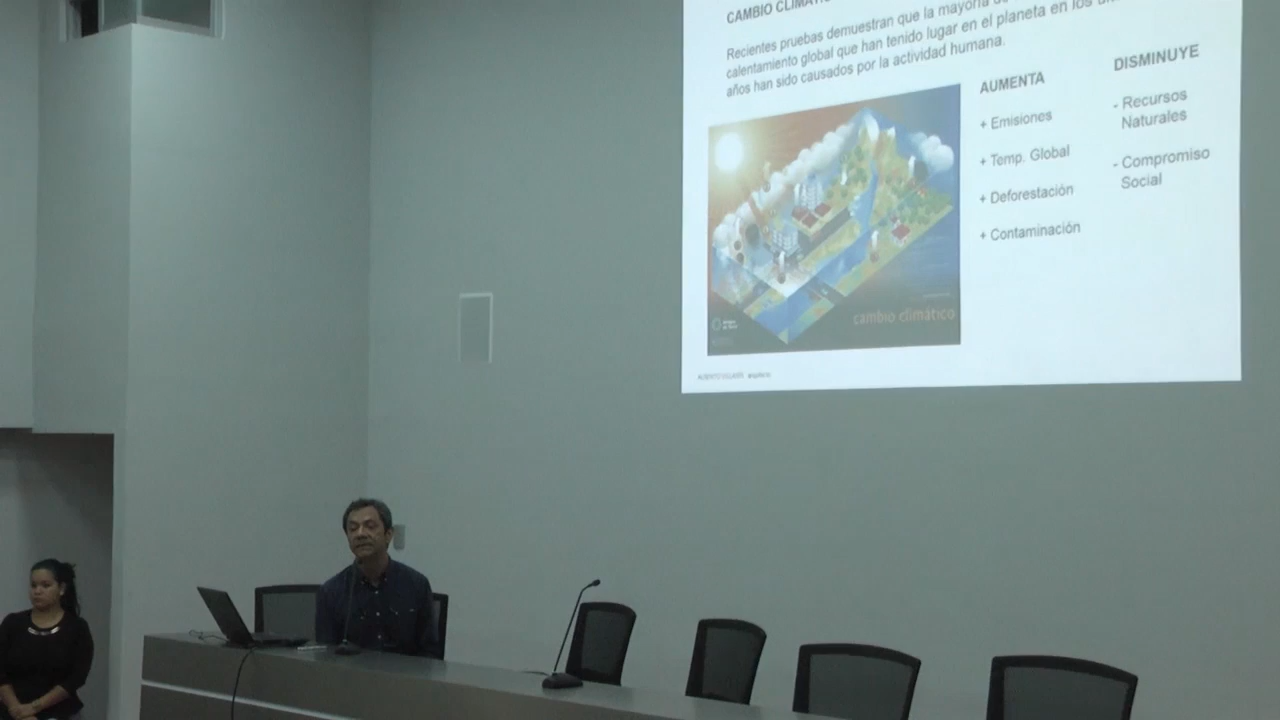 CAMBIO CLIMÁTIC
Recientes pruebas demuestran que la mayoría
calentamiento global que han tenido lugar en el planeta en los
años han sido causados por la actividad humana.
AUMENTA
+ Emisiones
+ Temp. Global
+ Deforestación
+ Contaminación
DISMINUYE
- Recursos
Naturales
- Compromiso
Social
cambio climático